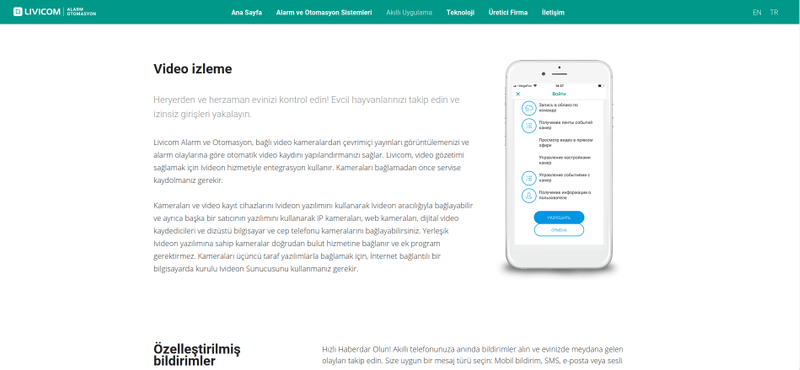 LIVICOM ALARM OTOMASYON
Ana Sayfa Alarm ve Otomasyon Sistemleri Akıllı Uygulama Teknoloji Üretici Firma İletişim EN TR
Video izleme
Heryerden ve herzaman evinizi kontrol edin! Evcil hayvanlarınızı takip edin ve
izinsiz girişleri yakalayın.
Livicom Alarm ve Otomasyon, bağlı video kameralardan çevrimiçi yayınları görüntülemenizi ve
alarm olaylarına göre otomatik video kaydını yapılandırmanızı sağlar. Livicom, video gözetimi
sağlamak için Ivideon hizmetiyle entegrasyon kullanır. Kameraları bağlamadan önce servise
kaydolmanız gerekir.
Kameraları ve video kayıt cihazlarını Ivideon yazılımını kullanarak Ivideon aracılığıyla bağlayabilir
ve ayrıca başka bir satıcının yazılımını kullanarak IP kameraları, web kameraları, dijital video
kaydedicileri ve dizüstü bilgisayar ve cep telefonu kameralarını bağlayabilirsiniz. Yerleşik
Ivideon yazılımına sahip kameralar doğrudan bulut hizmetine bağlanır ve ek program
gerektirmez. Kameraları üçüncü taraf yazılımlarla bağlamak için, İnternet bağlantılı bir
bilgisayarda kurulu Ivideon Sunucusunu kullanmanız gerekir.
MegaFon 14:37
Войти
Запись в облако по
команде
Получение ленты событий
камер
Просмотр видео в прямом
эфире
Управление настройками
камер
Управление событиями с
камер
Получение информации о
пользователе
РАЗРЕШИТЬ
ОТМЕНА
Özelleştirilmiş
bildirimler
Hızlı Haberdar Olun! Akıllı telefonunuza anında bildirimler alın ve evinizde meydana gelen
olayları takip edin. Size uygun bir mesaj türü seçin: Mobil bildirim, SMS, e-posta veya sesli